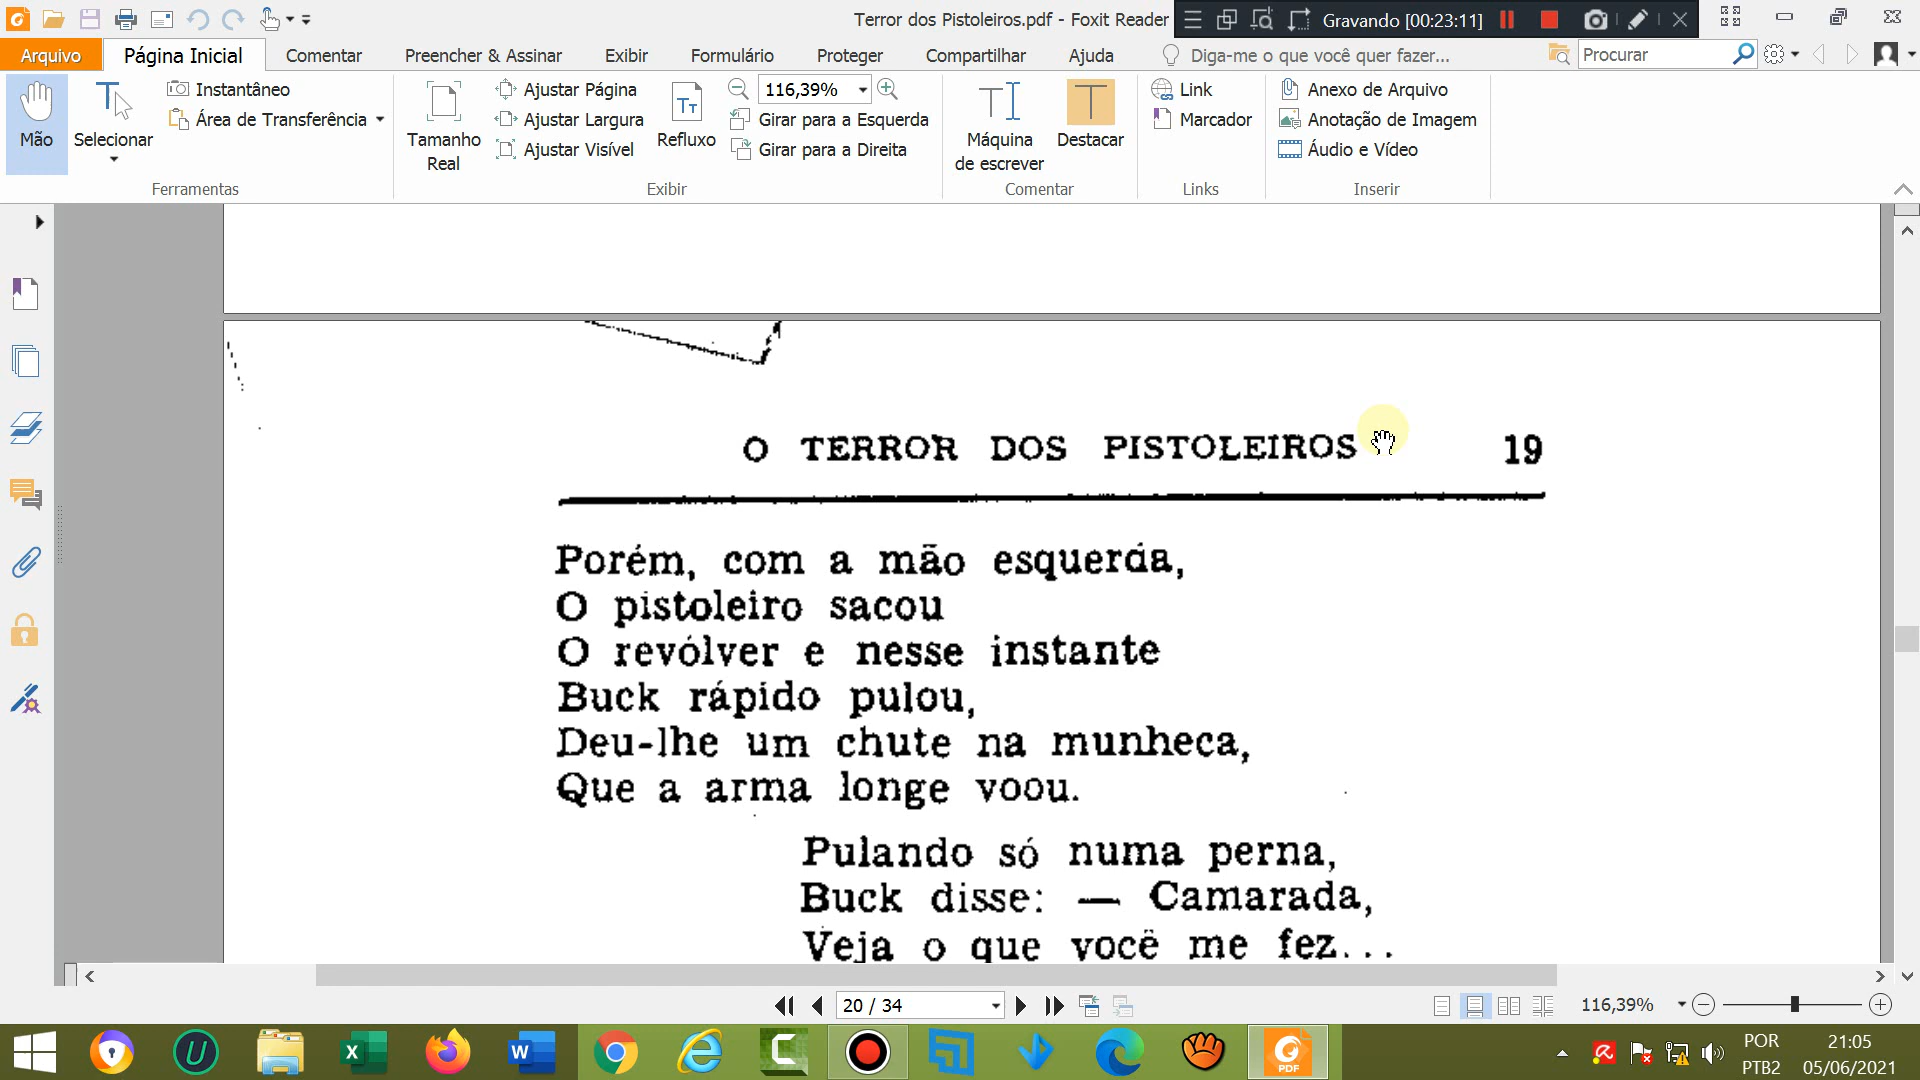 Terror dos Pistoleiros.pdf - Foxit Reader
Gravando [00:23:11]
Arquivo
Página Inicial
Comentar
Preencher & Assinar
Exibir
Formulário
Proteger
Compartilhar
Ajuda
Diga-me o que você quer fazer...
Procurar
Mão
Selecionar
Instantâneo
Área de Transferência
Ferramentas
Tamanho
Real
Ajustar Página
Ajustar Largura
Ajustar Visível
Refluxo
116,39%
Girar para a Esquerda
Girar para a Direita
Exibir
Máquina
de escrever
Destacar
Comentar
Link
Marcador
Links
Anexo de Arquivo
Anotação de Imagem
Áudio e Vídeo
Inserir
O TERROR DOS PISTOLEIROS 19
Porém, com a mão esquerda,
O pistoleiro sacou
O revólver e nesse instante
Buck rápido pulou,
Deu-lhe um chute na munheca,
Que a arma longe voou.
Pulando só numa perna,
Buck disse: — Camarada,
Veja o que você me fez...
20 / 34
116,39%
POR
PTB2
21:05
05/06/2021
PDF